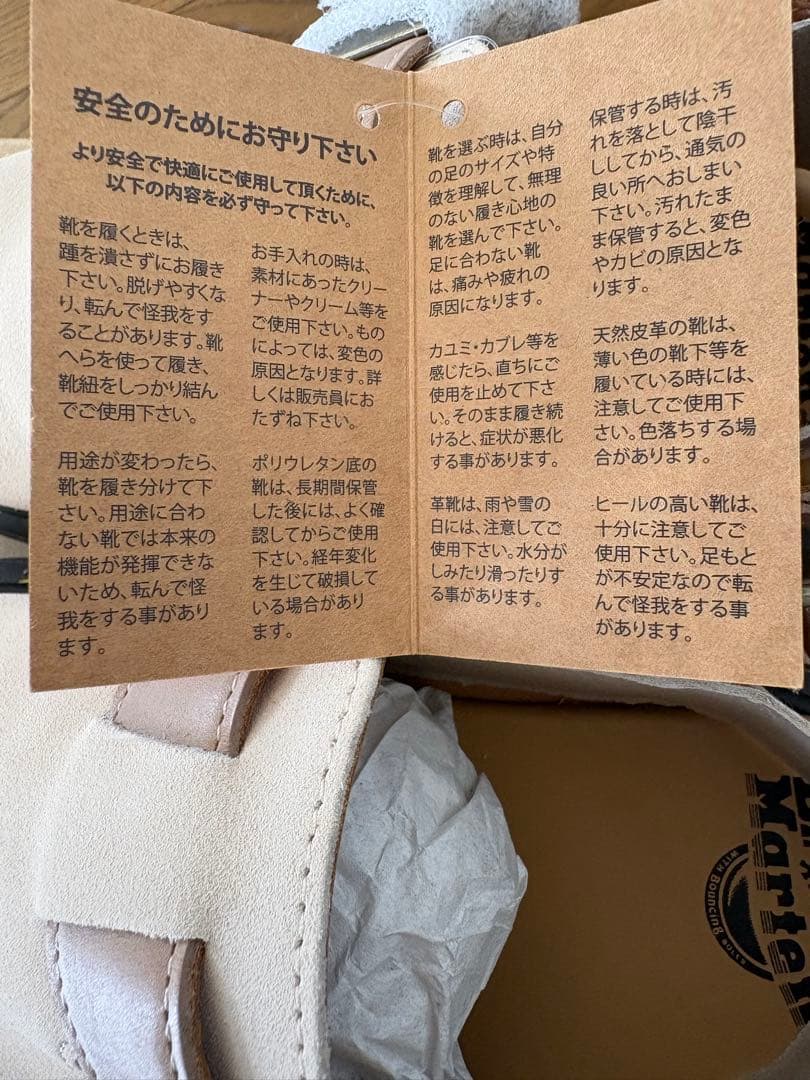 安全のためにお守り下さい
より安全で快適にご使用して頂くために、
以下の内容を必ず守って下さい。
靴を履くときは、
踵を潰さずにお履き
下さい。脱げやすくな
り、転んで怪我をす
ることがあります。靴
へらを使って履き、
靴紐をしっかり結ん
でご使用下さい。
用途が変わったら、
靴を履き分けて下
さい。用途に合わ
ない靴では本来の
機能が発揮できな
いため、転んで怪
我をする事があり
ます。
お手入れの時は、
素材にあったクリー
ナーやクリーム等を
ご使用下さい。もの
によっては、変色の
原因となります。詳
しくは販売員にお
たずね下さい。
ポリウレタン底の
靴は、長期間保管
した後には、よく確
認してからご使用
下さい。経年変化
を生じて破損して
いる場合があり
ます。
靴を選ぶ時は、自分
の足のサイズや特
徴を理解して、無理
のない履き心地の
靴を選んで下さい。
足に合わない靴
は、痛みや疲れの
原因になります。
カユミ・カブレ等を
感じたら、直ちにご
使用を止めて下さ
い。そのまま履き続
けると、症状が悪化
する事があります。
革靴は、雨や雪の
日には、注意してご
使用下さい。水分が
しみたり滑ったりす
る事があります。
保管する時は、汚
れを落として陰干
ししてから、通気の
良い所へおしまい
下さい。汚れたま
ま保管すると、変色
やカビの原因とな
ります。
天然皮革の靴は、
薄い色の靴下等を
履いている時には、
注意してご使用下
さい。色落ちする場
合があります。
ヒールの高い靴は、
十分に注意してご
使用下さい。足もと
が不安定なので転
んで怪我をする事
があります。
WITH Bouncing